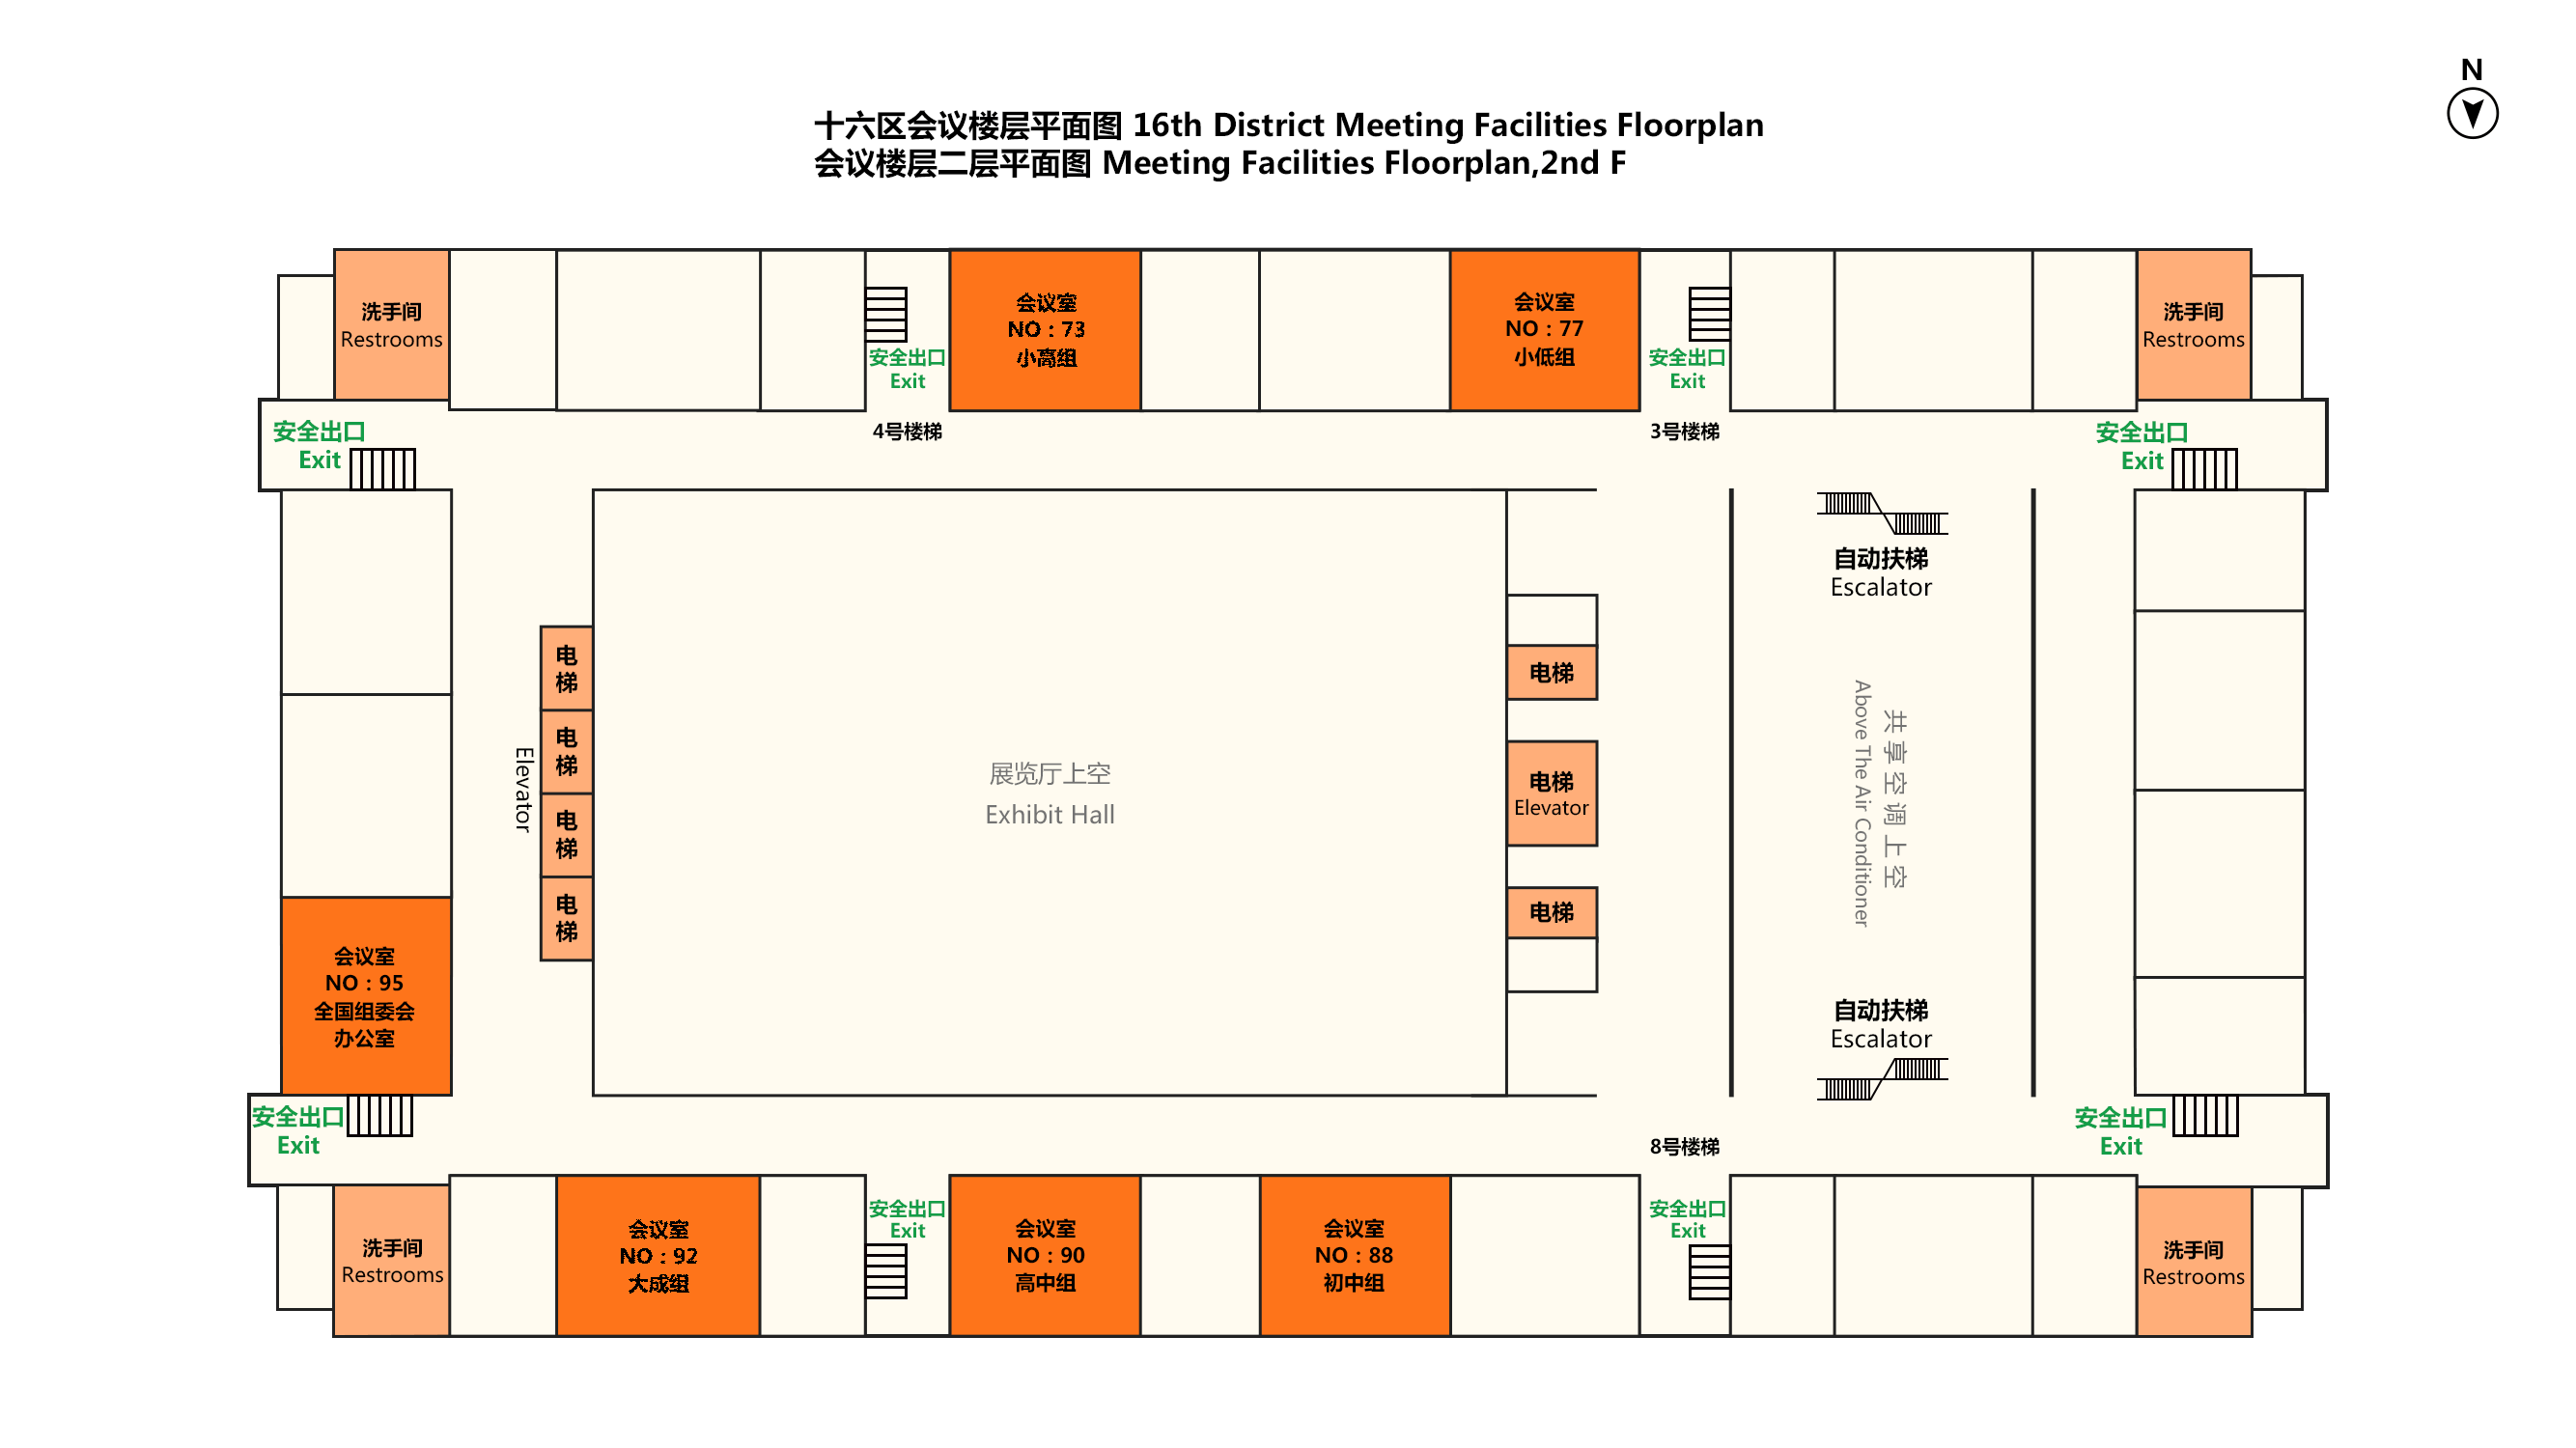 N
十六区会议楼层平面图 16th District Meeting Facilities Floorplan
会议楼层二层平面图 Meeting Facilities Floorplan,2nd F
洗手间
Restrooms
会议室
NO：73
小高组
会议室
NO：77
小低组
洗手间
Restrooms
安全出口
Exit
安全出口
Exit
安全出口
Exit
4号楼梯
3号楼梯
安全出口
Exit
自动扶梯
Escalator
电
梯
电
梯
电
梯
电
梯
Elevator
展览厅上空
Exhibit Hall
电梯
电梯
Elevator
电梯
共享空调上空
Above The Air Conditioner
会议室
NO：95
全国组委会
办公室
自动扶梯
Escalator
安全出口
Exit
8号楼梯
安全出口
Exit
洗手间
Restrooms
会议室
NO：92
大成组
安全出口
Exit
会议室
NO：90
高中组
会议室
NO：88
初中组
安全出口
Exit
洗手间
Restrooms